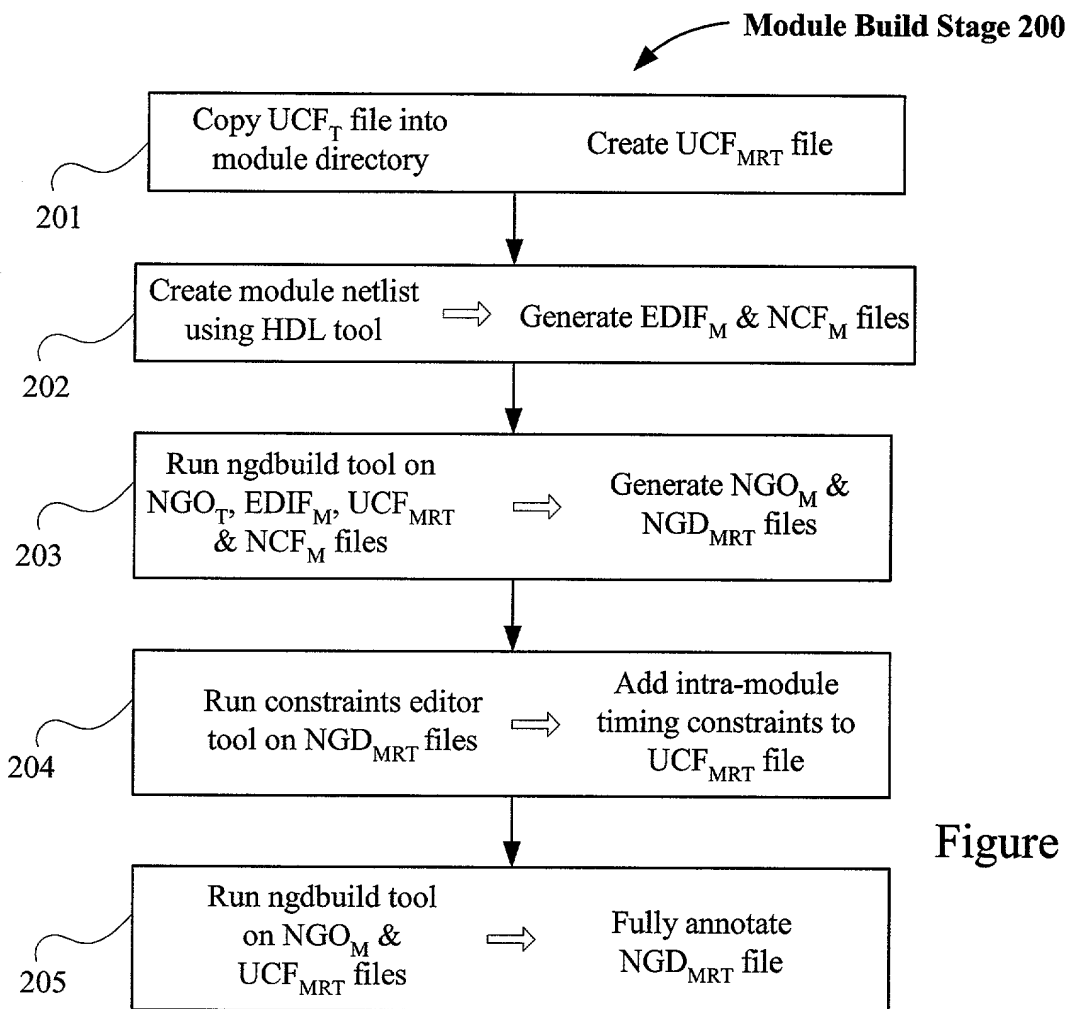 Module Build Stage 200
Copy UCF_T file into
module directory
Create UCF_MRT file
201
Create module netlist
using HDL tool
Generate EDIF_M & NCF_M files
202
Run ngdbuild tool on
NGO_T, EDIF_M, UCF_MRT
& NCF_M files
Generate NGO_M &
NGD_MRT files
203
Run constraints editor
tool on NGD_MRT files
Add intra-module
timing constraints to
UCF_MRT file
204
Figure
Run ngdbuild tool
on NGO_M &
UCF_MRT files
Fully annotate
NGD_MRT file
205